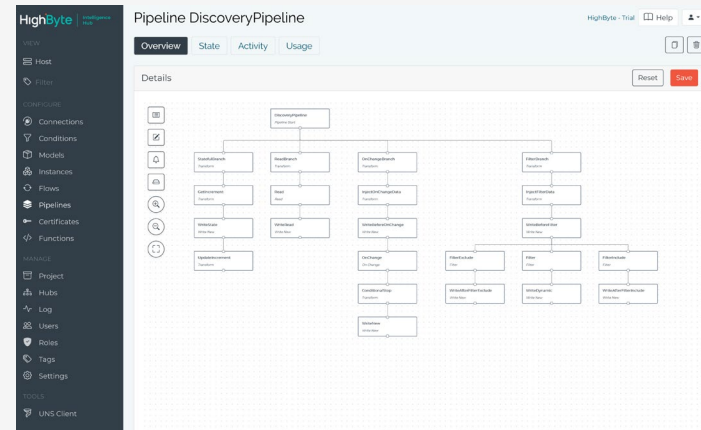 HighByte | Intelligence Hub
Pipeline DiscoveryPipeline
HighByte - Trial
Help
VIEW
Host
Filter
Overview
State
Activity
Usage
Details
Reset
Save
CONFIGURE
Connections
Conditions
Models
Instances
Flows
Pipelines
Certificates
Functions
MANAGE
Project
Hubs
Log
Users
Roles
Tags
Settings
TOOLS
UNS Client
DiscoveryPipeline
Pipeline Start
StatefulBranch
Transform
ReadBranch
Transform
OnChangeBranch
Transform
FilterBranch
Transform
GetIncrement
Transform
Read
Read
InjectOnChangeData
Transform
InjectFilterData
Transform
WriteState
Write New
WriteRead
Write New
WriteBeforeOnChange
Write New
WriteBeforeFilter
Write New
UpdateIncrement
Transform
OnChange
On Change
FilterExclude
Filter
Filter
Filter
FilterInclude
Filter
Transform
WriteAfterFilterExclude
Write New
WriteDynamic
Write New
WriteAfterFilterInclude
Write New
WriteNew
Write New